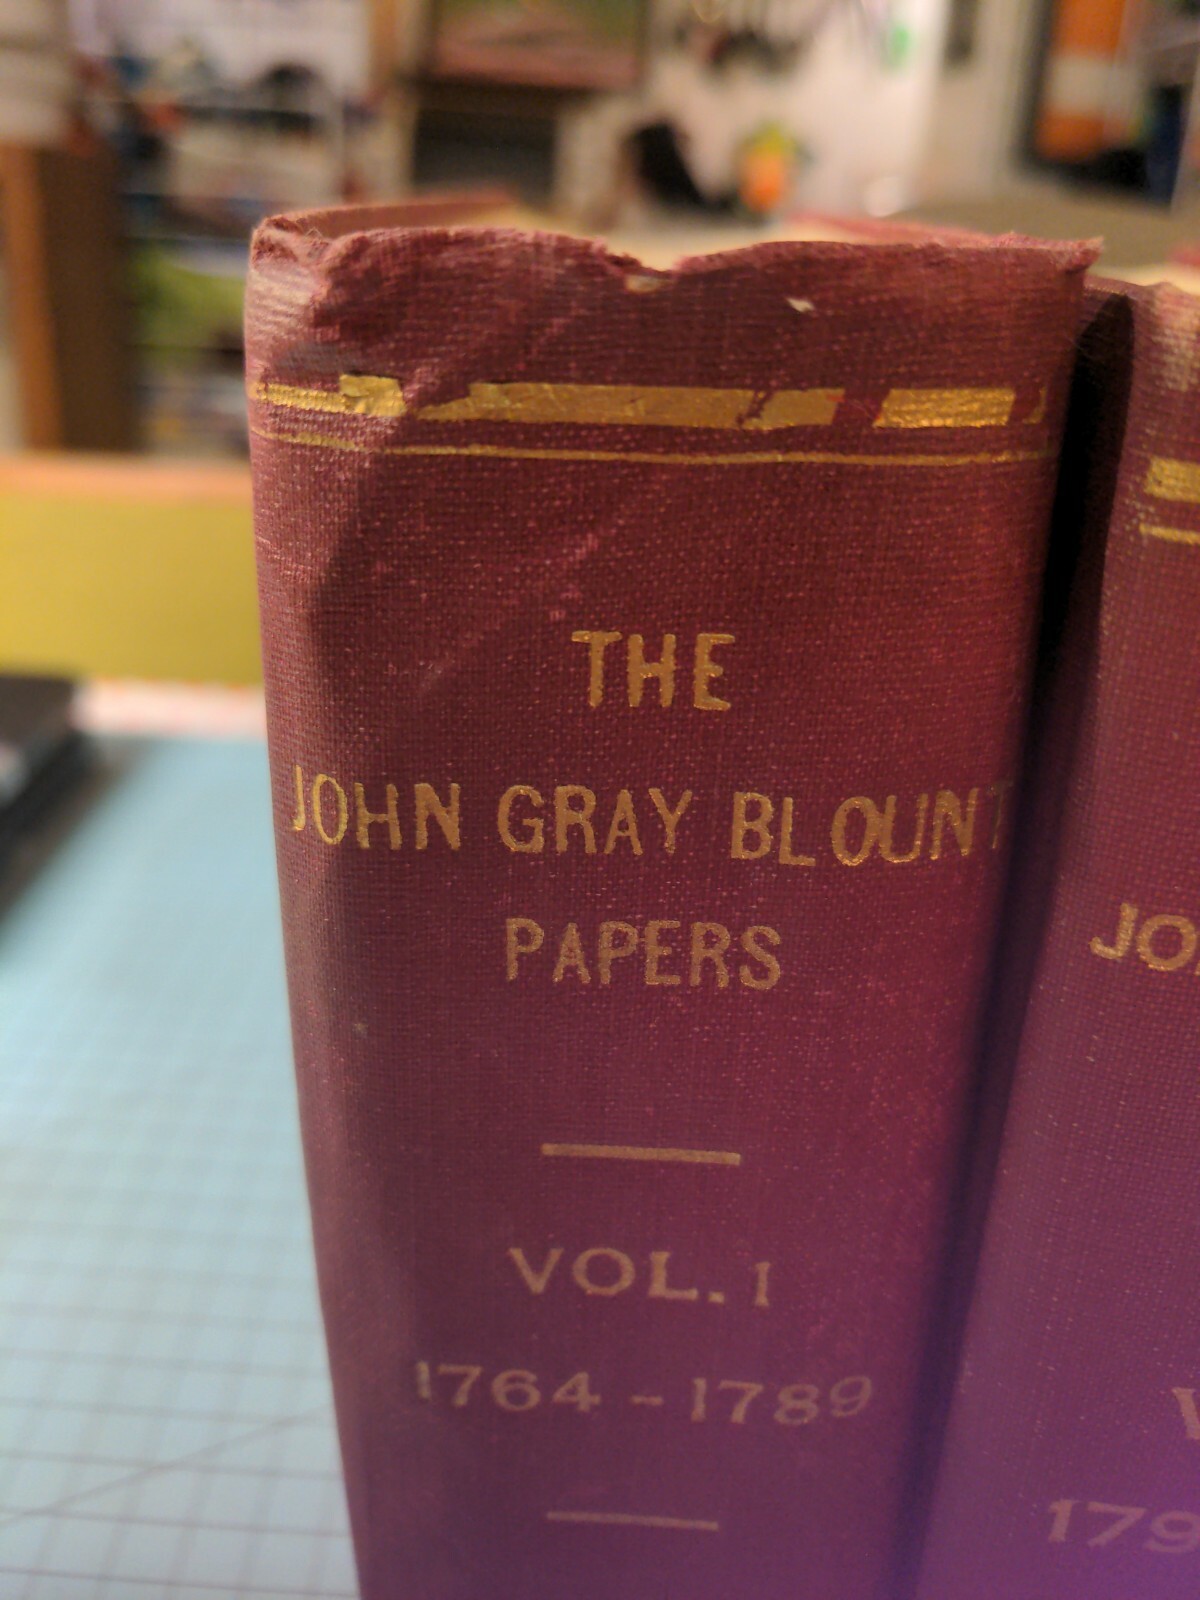 THE
JOHN GRAY BLOUNT
PAPERS
VOL. 1
1764 - 1789